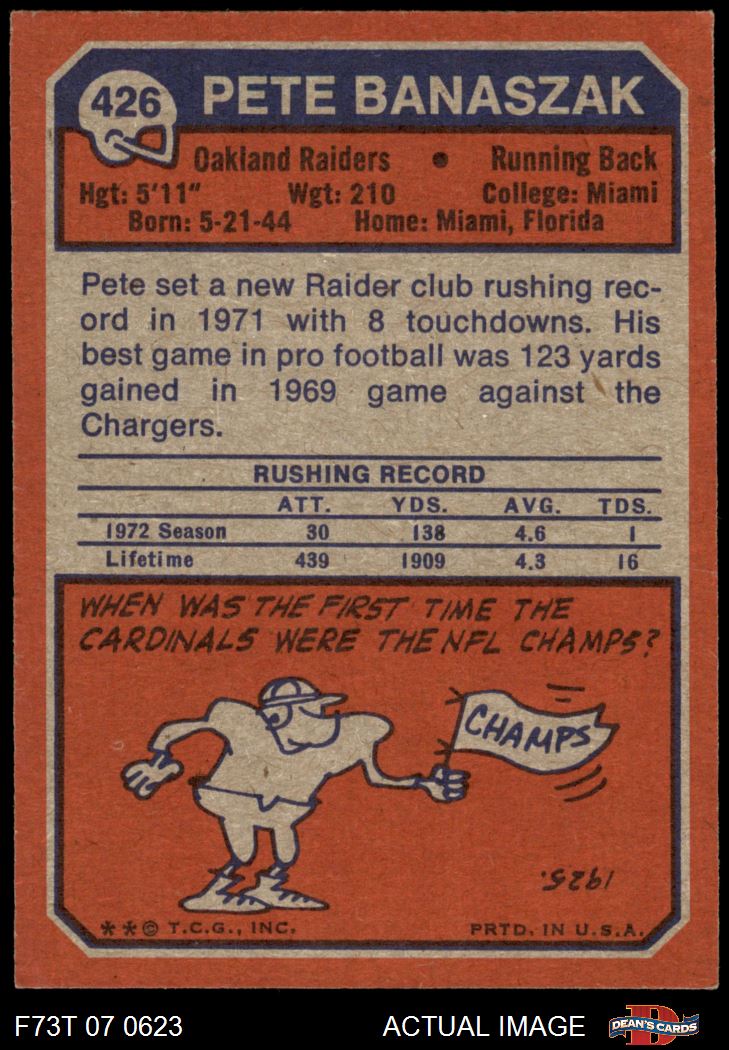 426 PETE BANASZAK
Oakland Raiders • Running Back
Hgt: 5'11" Wgt: 210 College: Miami
Born: 5-21-44 Home: Miami, Florida
Pete set a new Raider club rushing rec-
ord in 1971 with 8 touchdowns. His
best game in pro football was 123 yards
gained in 1969 game against the
Chargers.
RUSHING RECORD
ATT. YDS. AVG. TDS.
1972 Season 30 138 4.6 1
Lifetime 439 1909 4.3 16
WHEN WAS THE FIRST TIME THE
CARDINALS WERE THE NFL CHAMPS?
CHAMPS
1925.
**© T.C.G., INC. PRTD. IN U.S.A.
F73T 07 0623 ACTUAL IMAGE DEAN'S CARDS